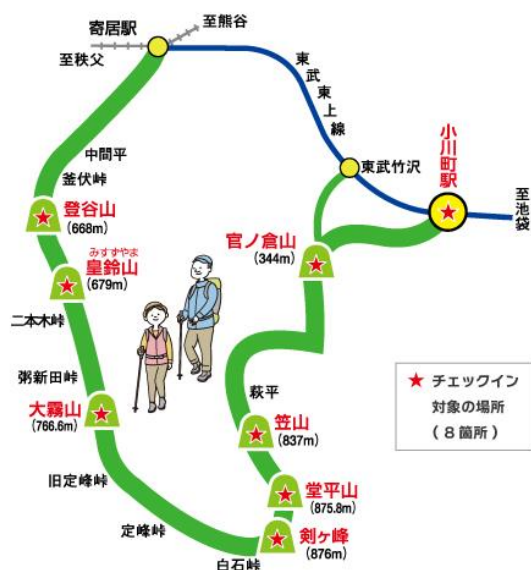 寄居駅
至熊谷
至秩父
東武東上線
小川町駅
東武竹沢
至池袋
中間平
釜伏峠
登谷山
(668m)
官ノ倉山
(344m)
みすずやま
皇鈴山
(679m)
二本木峠
粥新田峠
大霧山
(766.6m)
萩平
笠山
(837m)
旧定峰峠
堂平山
(875.8m)
定峰峠
剣ヶ峰
(876m)
白石峠
★ チェックイン
対象の場所
(8箇所)